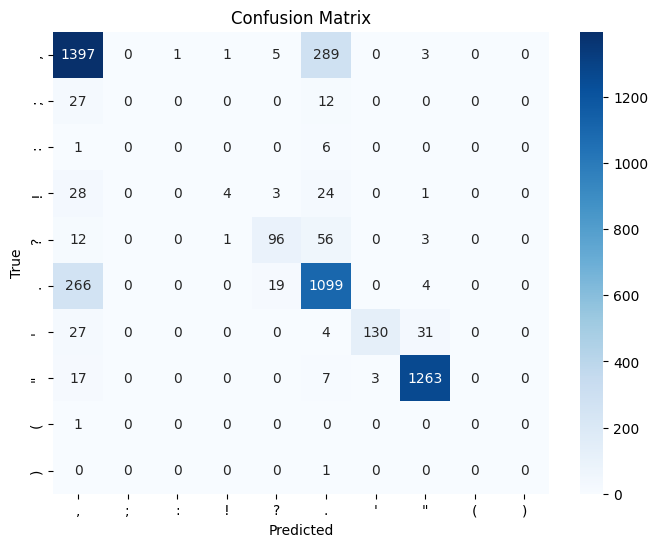 Confusion Matrix
, 1397 0 1 1 5 289 0 3 0 0
; 27 0 0 0 0 12 0 0 0 0
: 1 0 0 0 0 6 0 0 0 0
! 28 0 0 4 3 24 0 1 0 0
? 12 0 0 1 96 56 0 3 0 0
. 266 0 0 0 19 1099 0 4 0 0
' 27 0 0 0 0 4 130 31 0 0
" 17 0 0 0 0 7 3 1263 0 0
( 1 0 0 0 0 0 0 0 0 0
) 0 0 0 0 0 1 0 0 0 0
, ; : ! ? . ' " ( )
Predicted
True
1200
1000
800
600
400
200
0